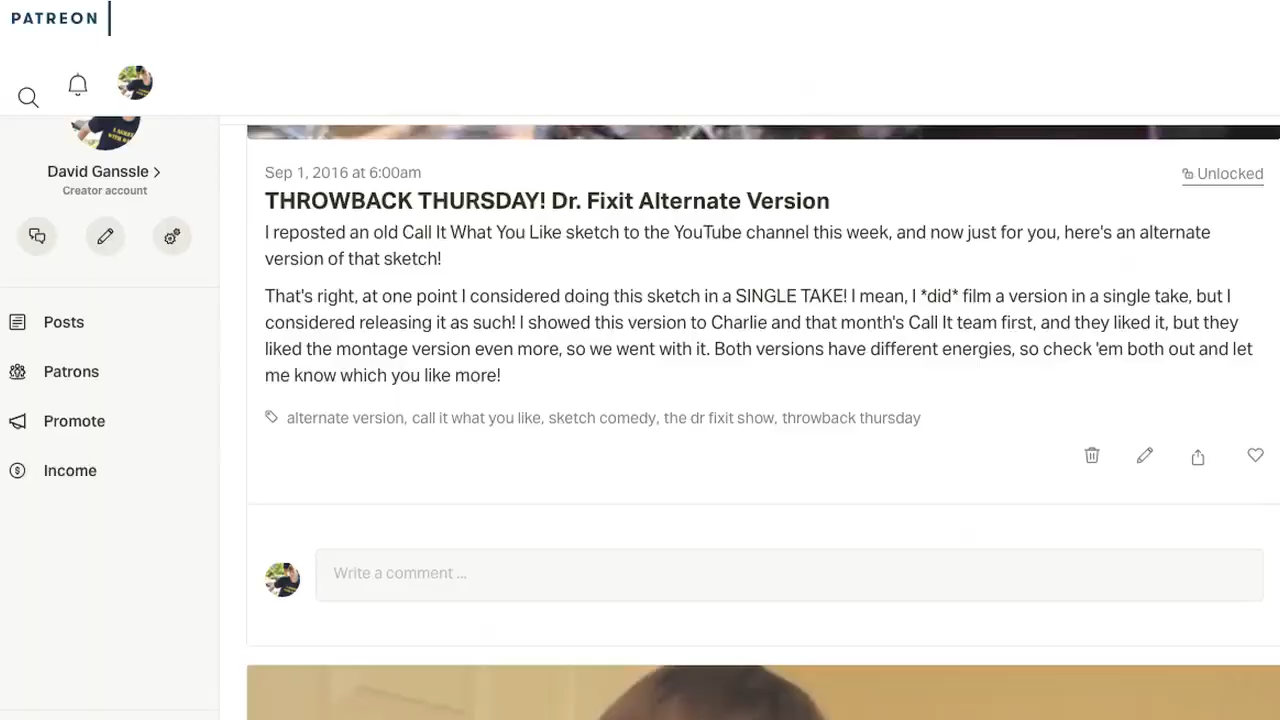 PATREON
David Ganssle
Creator account
Posts
Patrons
Promote
Income
Sep 1, 2016 at 6:00am
Unlocked
THROWBACK THURSDAY! Dr. Fixit Alternate Version
I reposted an old Call It What You Like sketch to the YouTube channel this week, and now just for you, here's an alternate
version of that sketch!
That's right, at one point I considered doing this sketch in a SINGLE TAKE! I mean, I *did* film a version in a single take, but I
considered releasing it as such! I showed this version to Charlie and that month's Call It team first, and they liked it, but they
liked the montage version even more, so we went with it. Both versions have different energies, so check 'em both out and let
me know which you like more!
alternate version, call it what you like, sketch comedy, the dr fixit show, throwback thursday
Write a comment ...